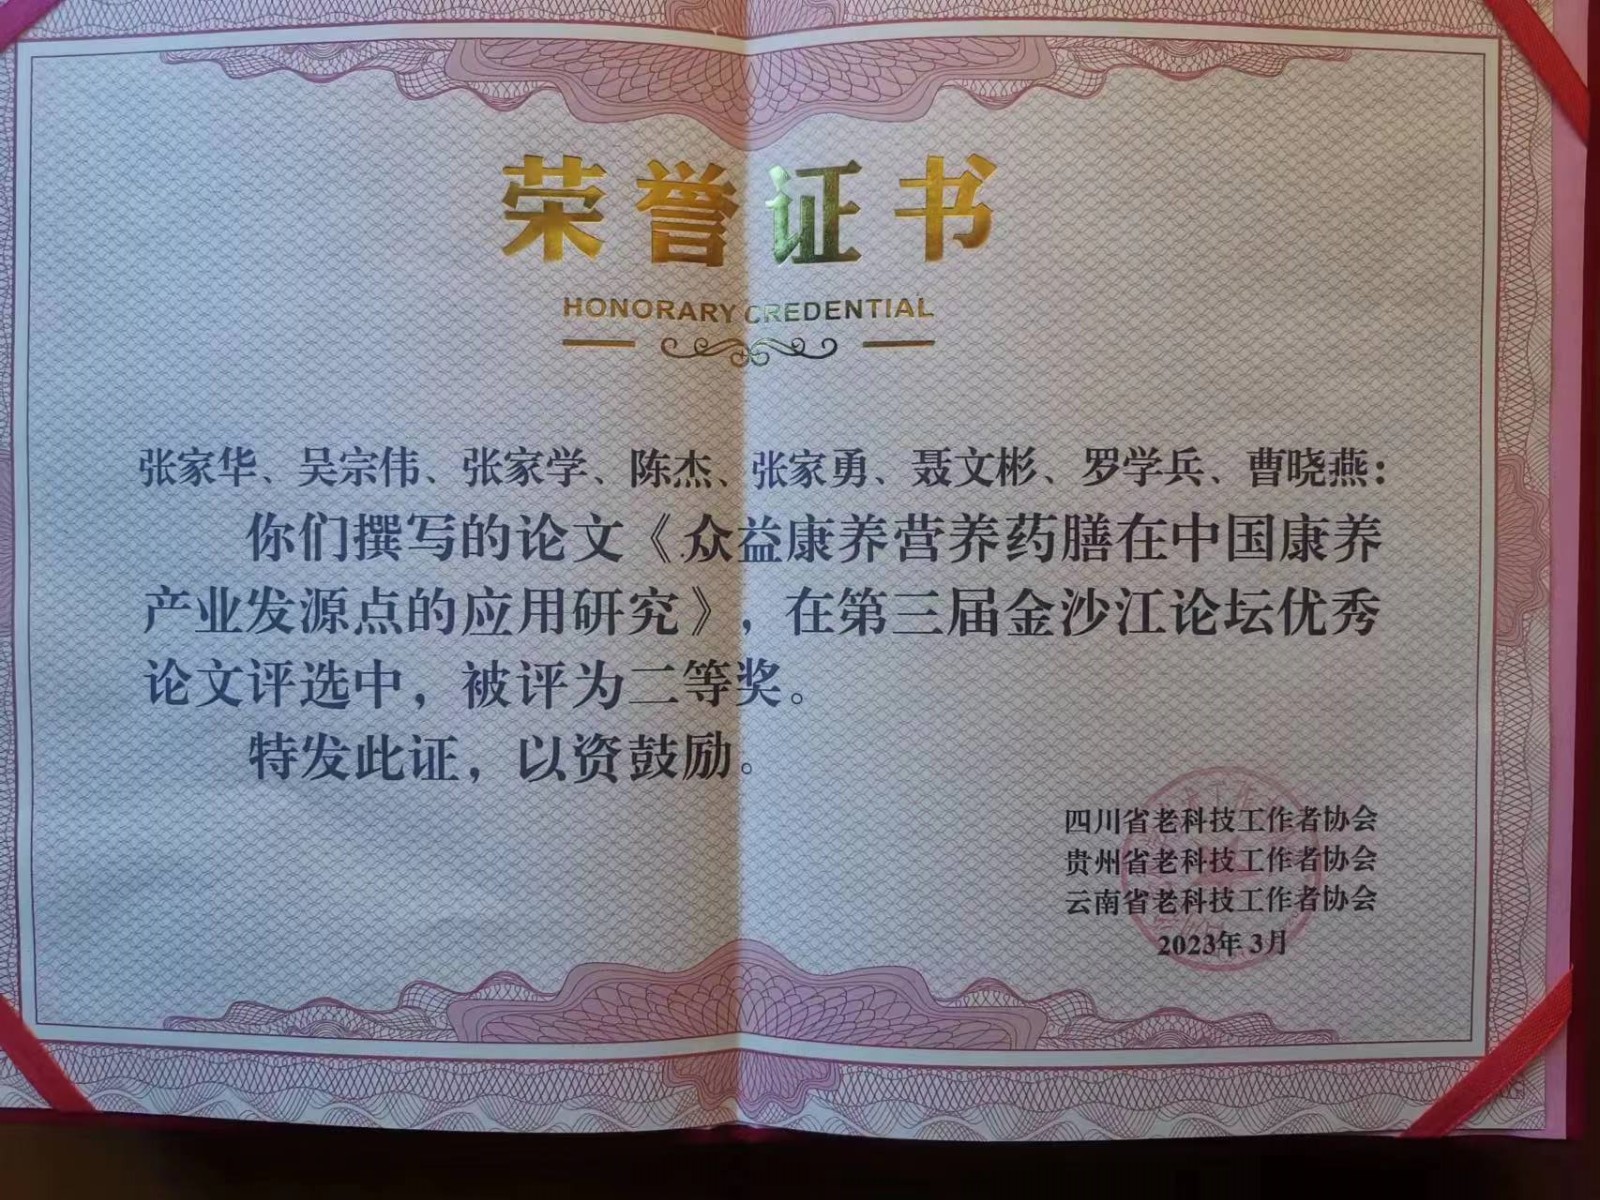 荣誉证书
HONORARY CREDENTIAL
张家华、吴宗伟、张家学、陈杰、张家勇、聂文彬、罗学兵、曹晓燕：
你们撰写的论文《众益康养营养药膳在中国康养
产业发源点的应用研究》，在第三届金沙江论坛优秀
论文评选中，被评为二等奖。
特发此证，以资鼓励。
四川省老科技工作者协会
贵州省老科技工作者协会
云南省老科技工作者协会
2023年 3月